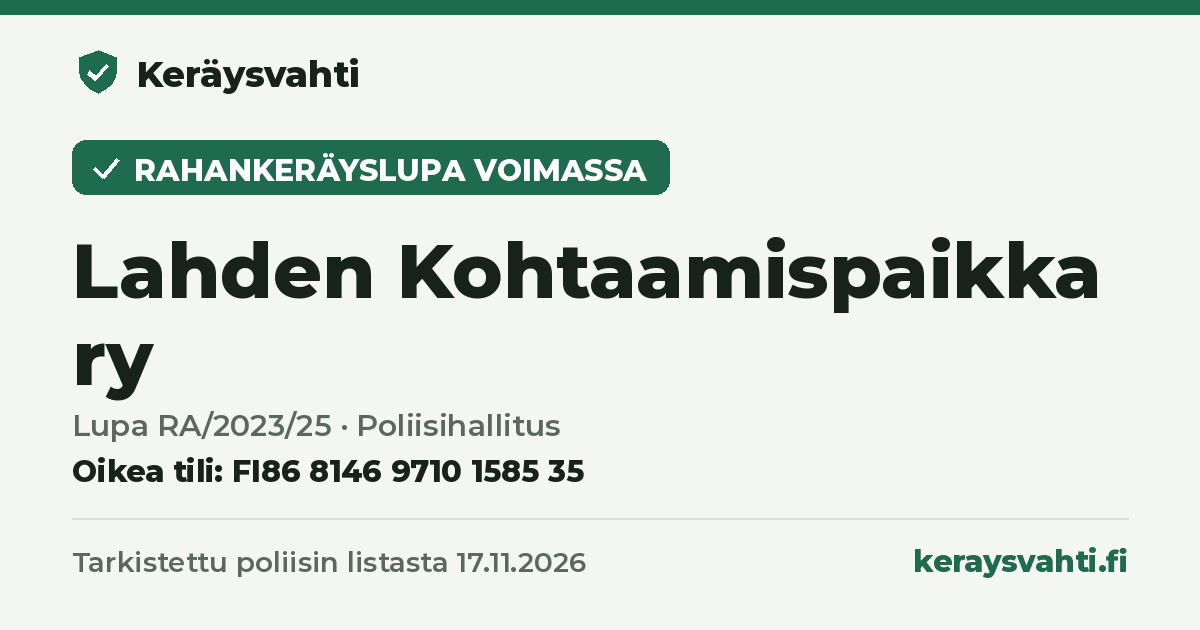 Keräysvahti
RAHANKERÄYSLUPA VOIMASSA
Lahden Kohtaamispaikka
ry
Lupa RA/2023/25 · Poliisihallitus
Oikea tili: FI86 8146 9710 1585 35
Tarkistettu poliisin listasta 17.11.2026
keraysvahti.fi